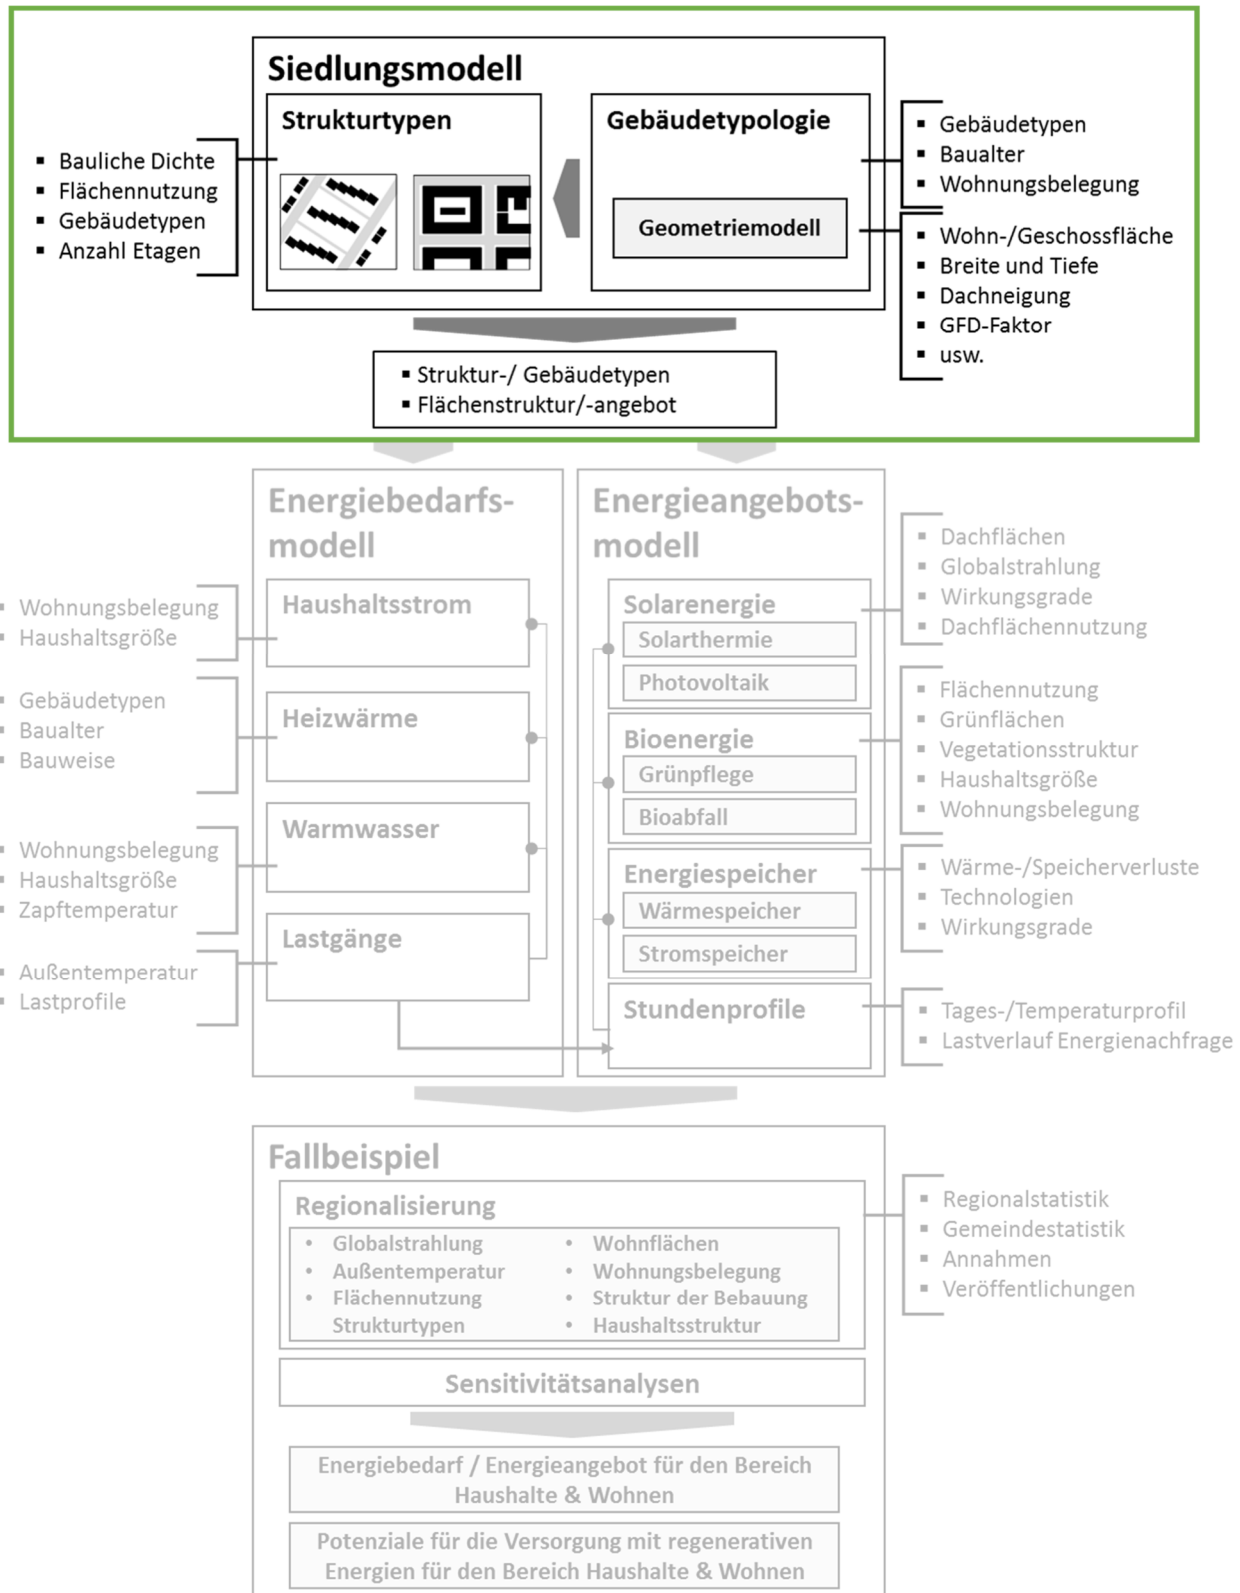 Siedlungsmodell
Strukturtypen
Gebäudetypologie
Geometriemodell
▪ Bauliche Dichte
▪ Flächennutzung
▪ Gebäudetypen
▪ Anzahl Etagen
▪ Gebäudetypen
▪ Baualter
▪ Wohnungsbelegung
▪ Wohn-/Geschossfläche
▪ Breite und Tiefe
▪ Dachneigung
▪ GFD-Faktor
▪ usw.
▪ Struktur-/ Gebäudetypen
▪ Flächenstruktur/-angebot
Energiebedarfs-
modell
Haushaltsstrom
Heizwärme
Warmwasser
Lastgänge
▪ Wohnungsbelegung
▪ Haushaltsgröße
▪ Gebäudetypen
▪ Baualter
▪ Bauweise
▪ Wohnungsbelegung
▪ Haushaltsgröße
▪ Zapftemperatur
▪ Außentemperatur
▪ Lastprofile
Energieangebots-
modell
Solarenergie
Solarthermie
Photovoltaik
Bioenergie
Grünpflege
Bioabfall
Energiespeicher
Wärmespeicher
Stromspeicher
Stundenprofile
▪ Dachflächen
▪ Globalstrahlung
▪ Wirkungsgrade
▪ Dachflächennutzung
▪ Flächennutzung
▪ Grünflächen
▪ Vegetationsstruktur
▪ Haushaltsgröße
▪ Wohnungsbelegung
▪ Wärme-/Speicherverluste
▪ Technologien
▪ Wirkungsgrade
▪ Tages-/Temperaturprofil
▪ Lastverlauf Energienachfrage
Fallbeispiel
Regionalisierung
• Globalstrahlung
• Außentemperatur
• Flächennutzung
Strukturtypen
• Wohnflächen
• Wohnungsbelegung
• Struktur der Bebauung
• Haushaltsstruktur
▪ Regionalstatistik
▪ Gemeindestatistik
▪ Annahmen
▪ Veröffentlichungen
Sensitivitätsanalysen
Energiebedarf / Energieangebot für den Bereich
Haushalte & Wohnen
Potenziale für die Versorgung mit regenerativen
Energien für den Bereich Haushalte & Wohnen